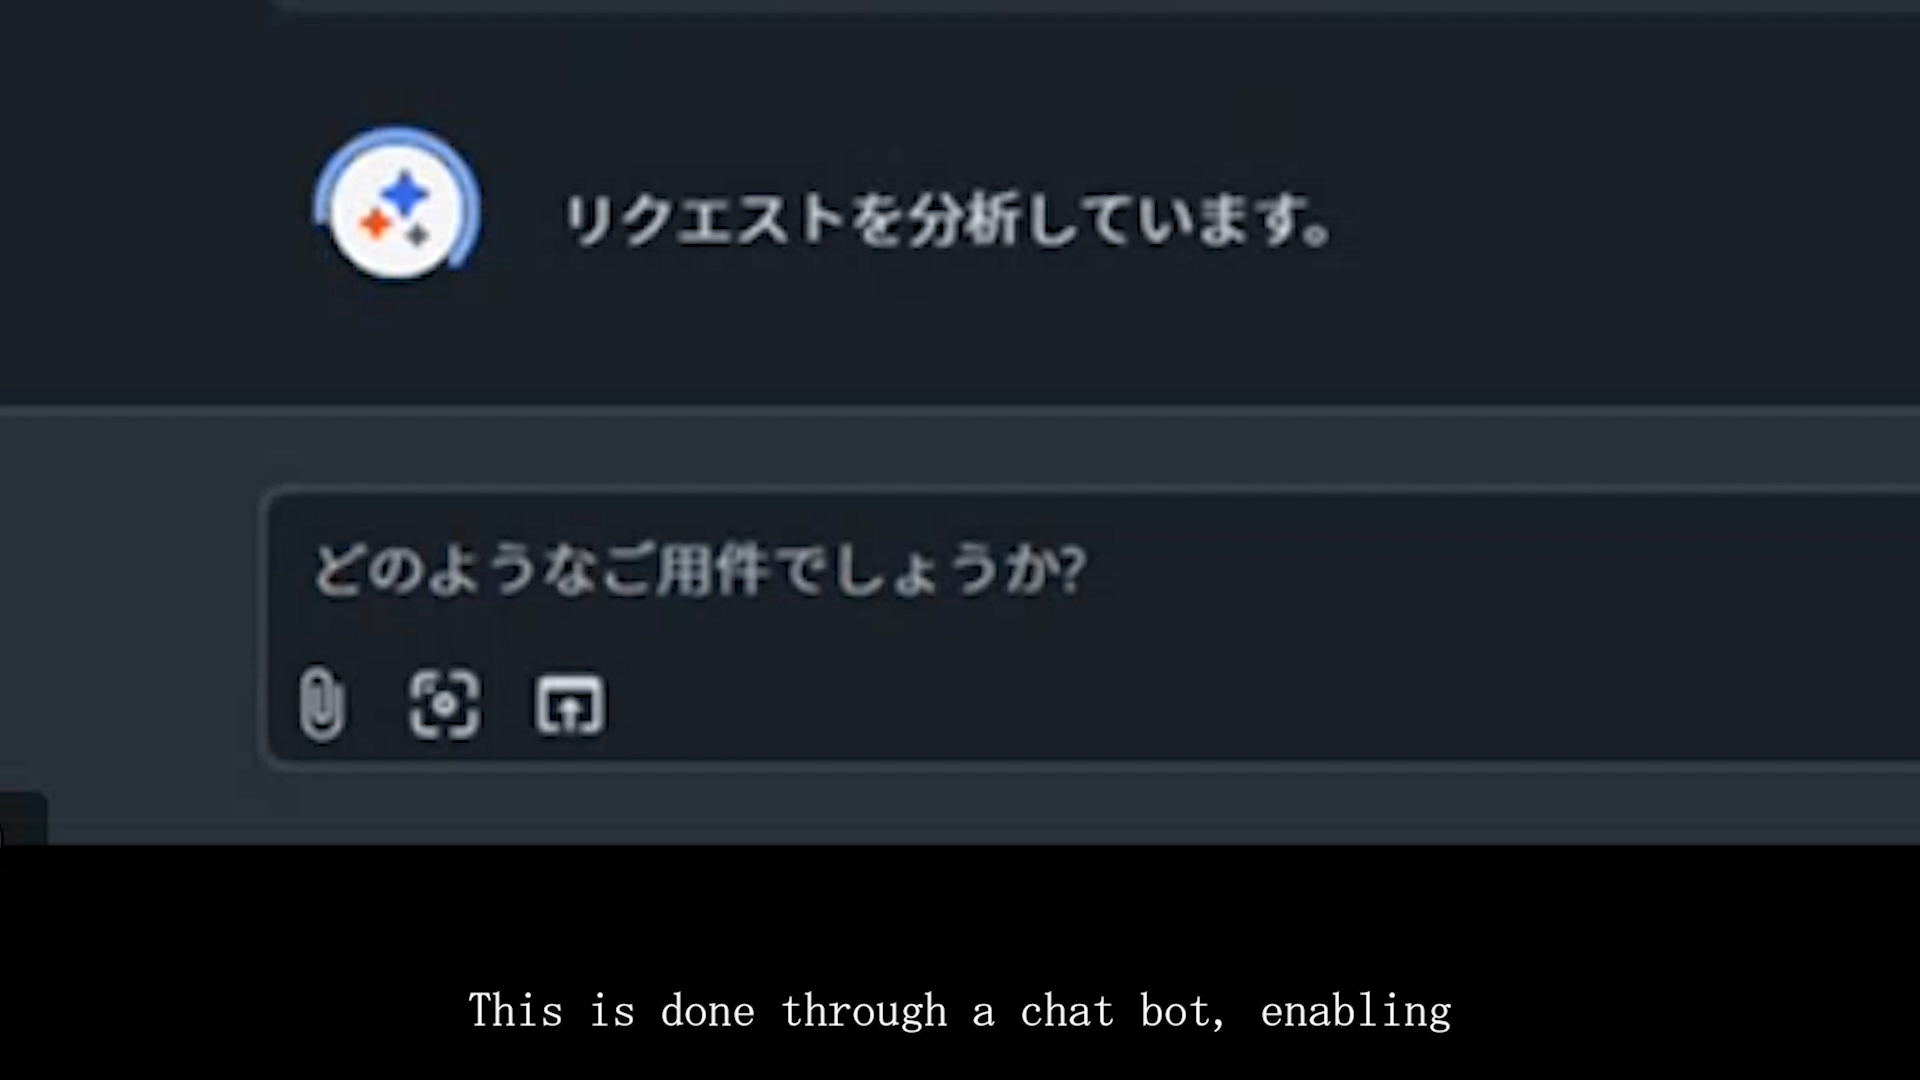 リクエストを分析しています。
どのようなご用件でしょうか?
This is done through a chat bot, enabling